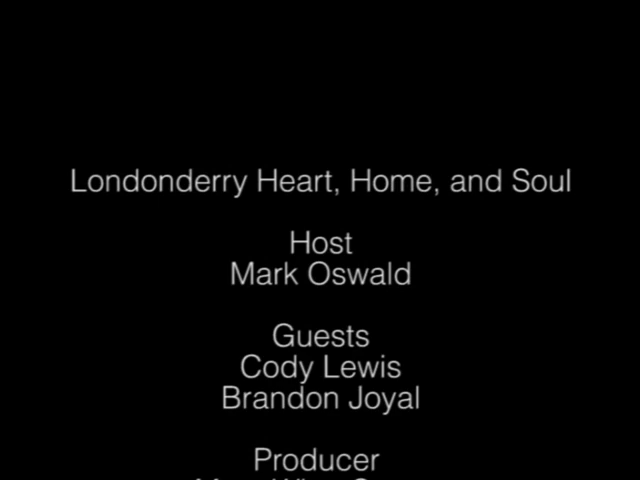 Londonderry Heart, Home, and Soul
Host
Mark Oswald
Guests
Cody Lewis
Brandon Joyal
Producer